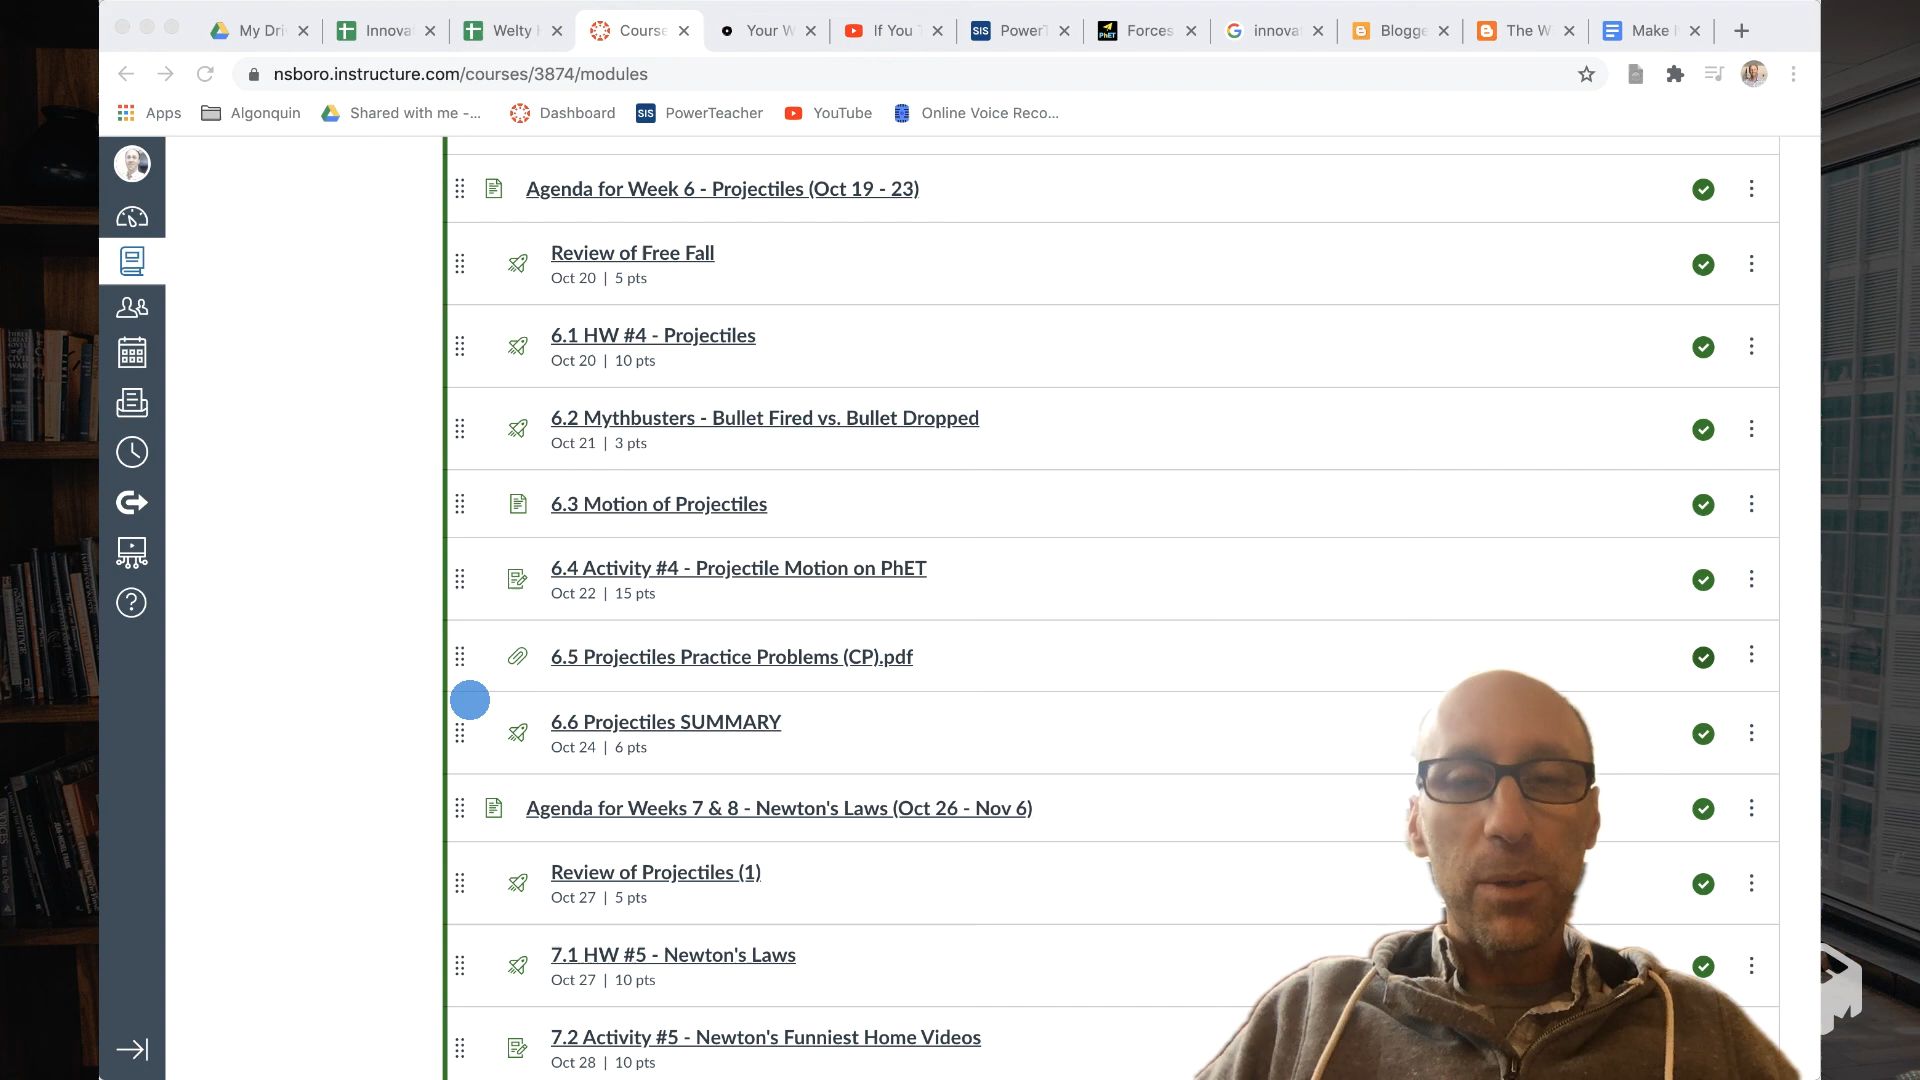 My Dri
Innova
Welty
Course
Your W
If You T
PowerT
Forces
innova
Blogge
The W
Make
nsboro.instructure.com/courses/3874/modules
Apps
Algonquin
Shared with me -...
Dashboard
SIS
PowerTeacher
YouTube
Online Voice Reco...
Agenda for Week 6 - Projectiles (Oct 19 - 23)
Review of Free Fall
Oct 20 | 5 pts
6.1 HW #4 - Projectiles
Oct 20 | 10 pts
6.2 Mythbusters - Bullet Fired vs. Bullet Dropped
Oct 21 | 3 pts
6.3 Motion of Projectiles
6.4 Activity #4 - Projectile Motion on PhET
Oct 22 | 15 pts
6.5 Projectiles Practice Problems (CP).pdf
6.6 Projectiles SUMMARY
Oct 24 | 6 pts
Agenda for Weeks 7 & 8 - Newton's Laws (Oct 26 - Nov 6)
Review of Projectiles (1)
Oct 27 | 5 pts
7.1 HW #5 - Newton's Laws
Oct 27 | 10 pts
7.2 Activity #5 - Newton's Funniest Home Videos
Oct 28 | 10 pts